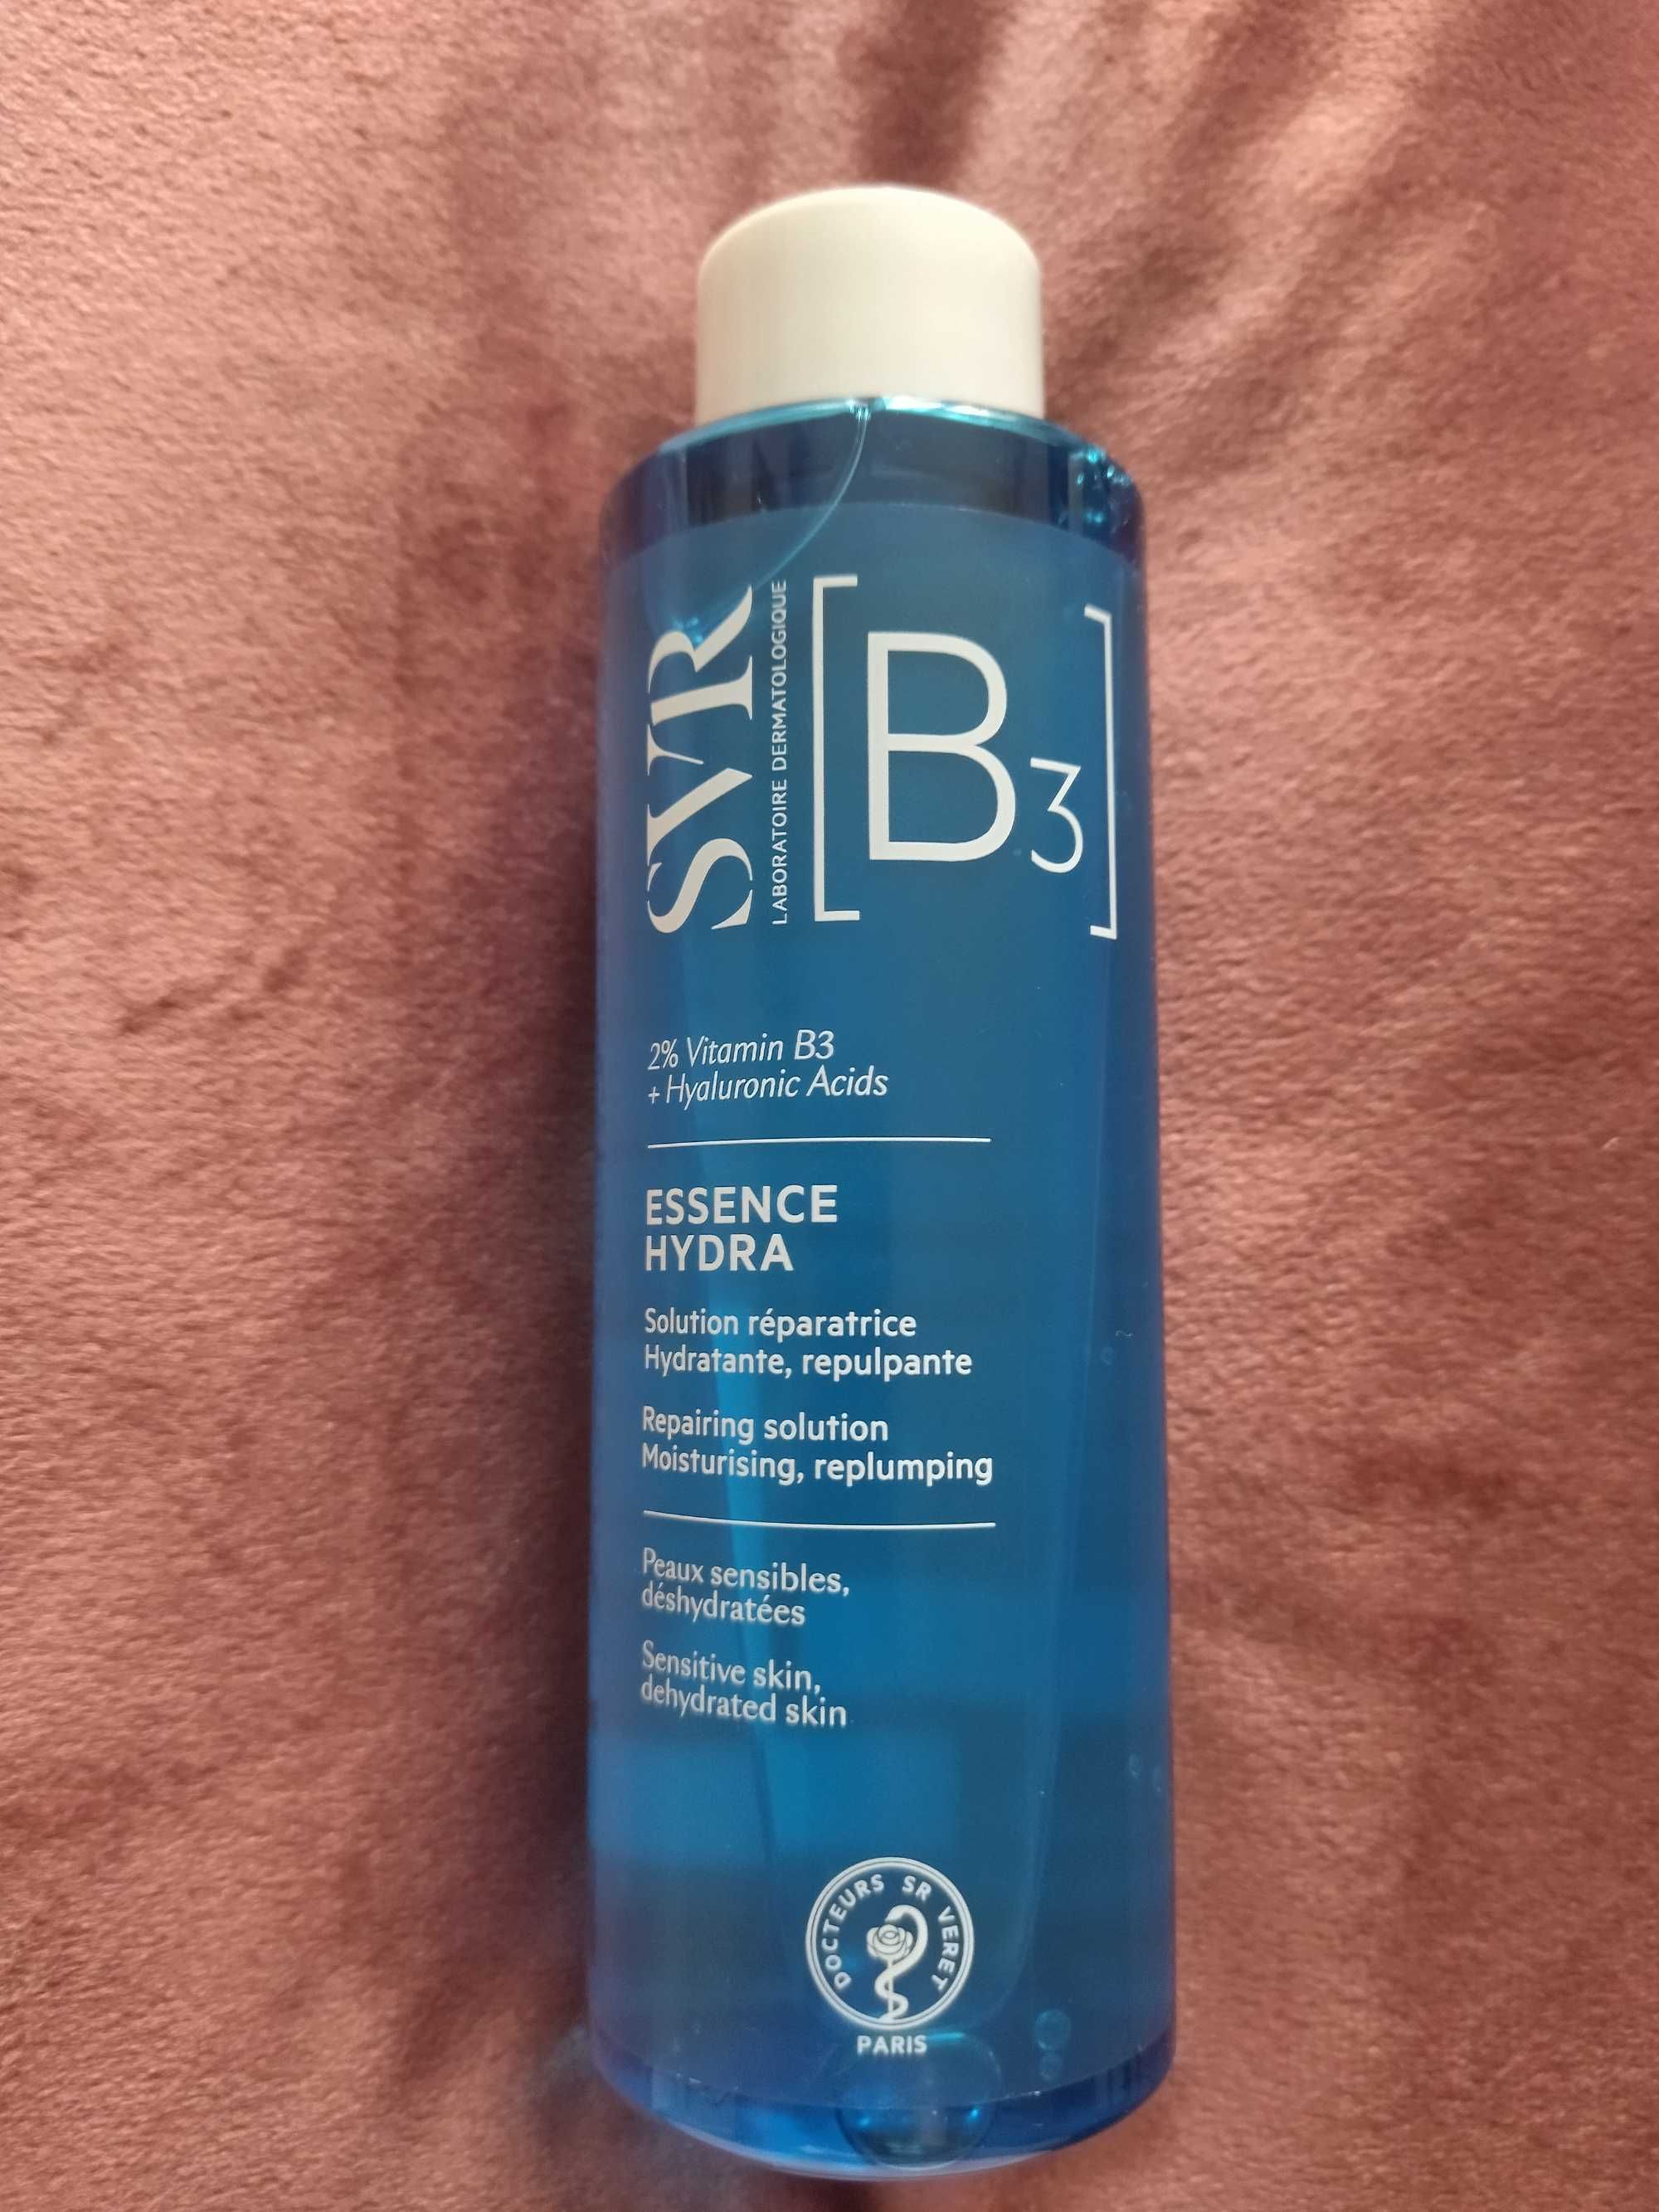 SVR
LABORATOIRE DERMATOLOGIQUE
[B3]
2% Vitamin B3
+ Hyaluronic Acids
ESSENCE
HYDRA
Solution réparatrice
Hydratante, repulpante
Repairing solution
Moisturising, replumping
Peaux sensibles,
déshydratées
Sensitive skin,
dehydrated skin
DOCTEURS SR VERET
PARIS